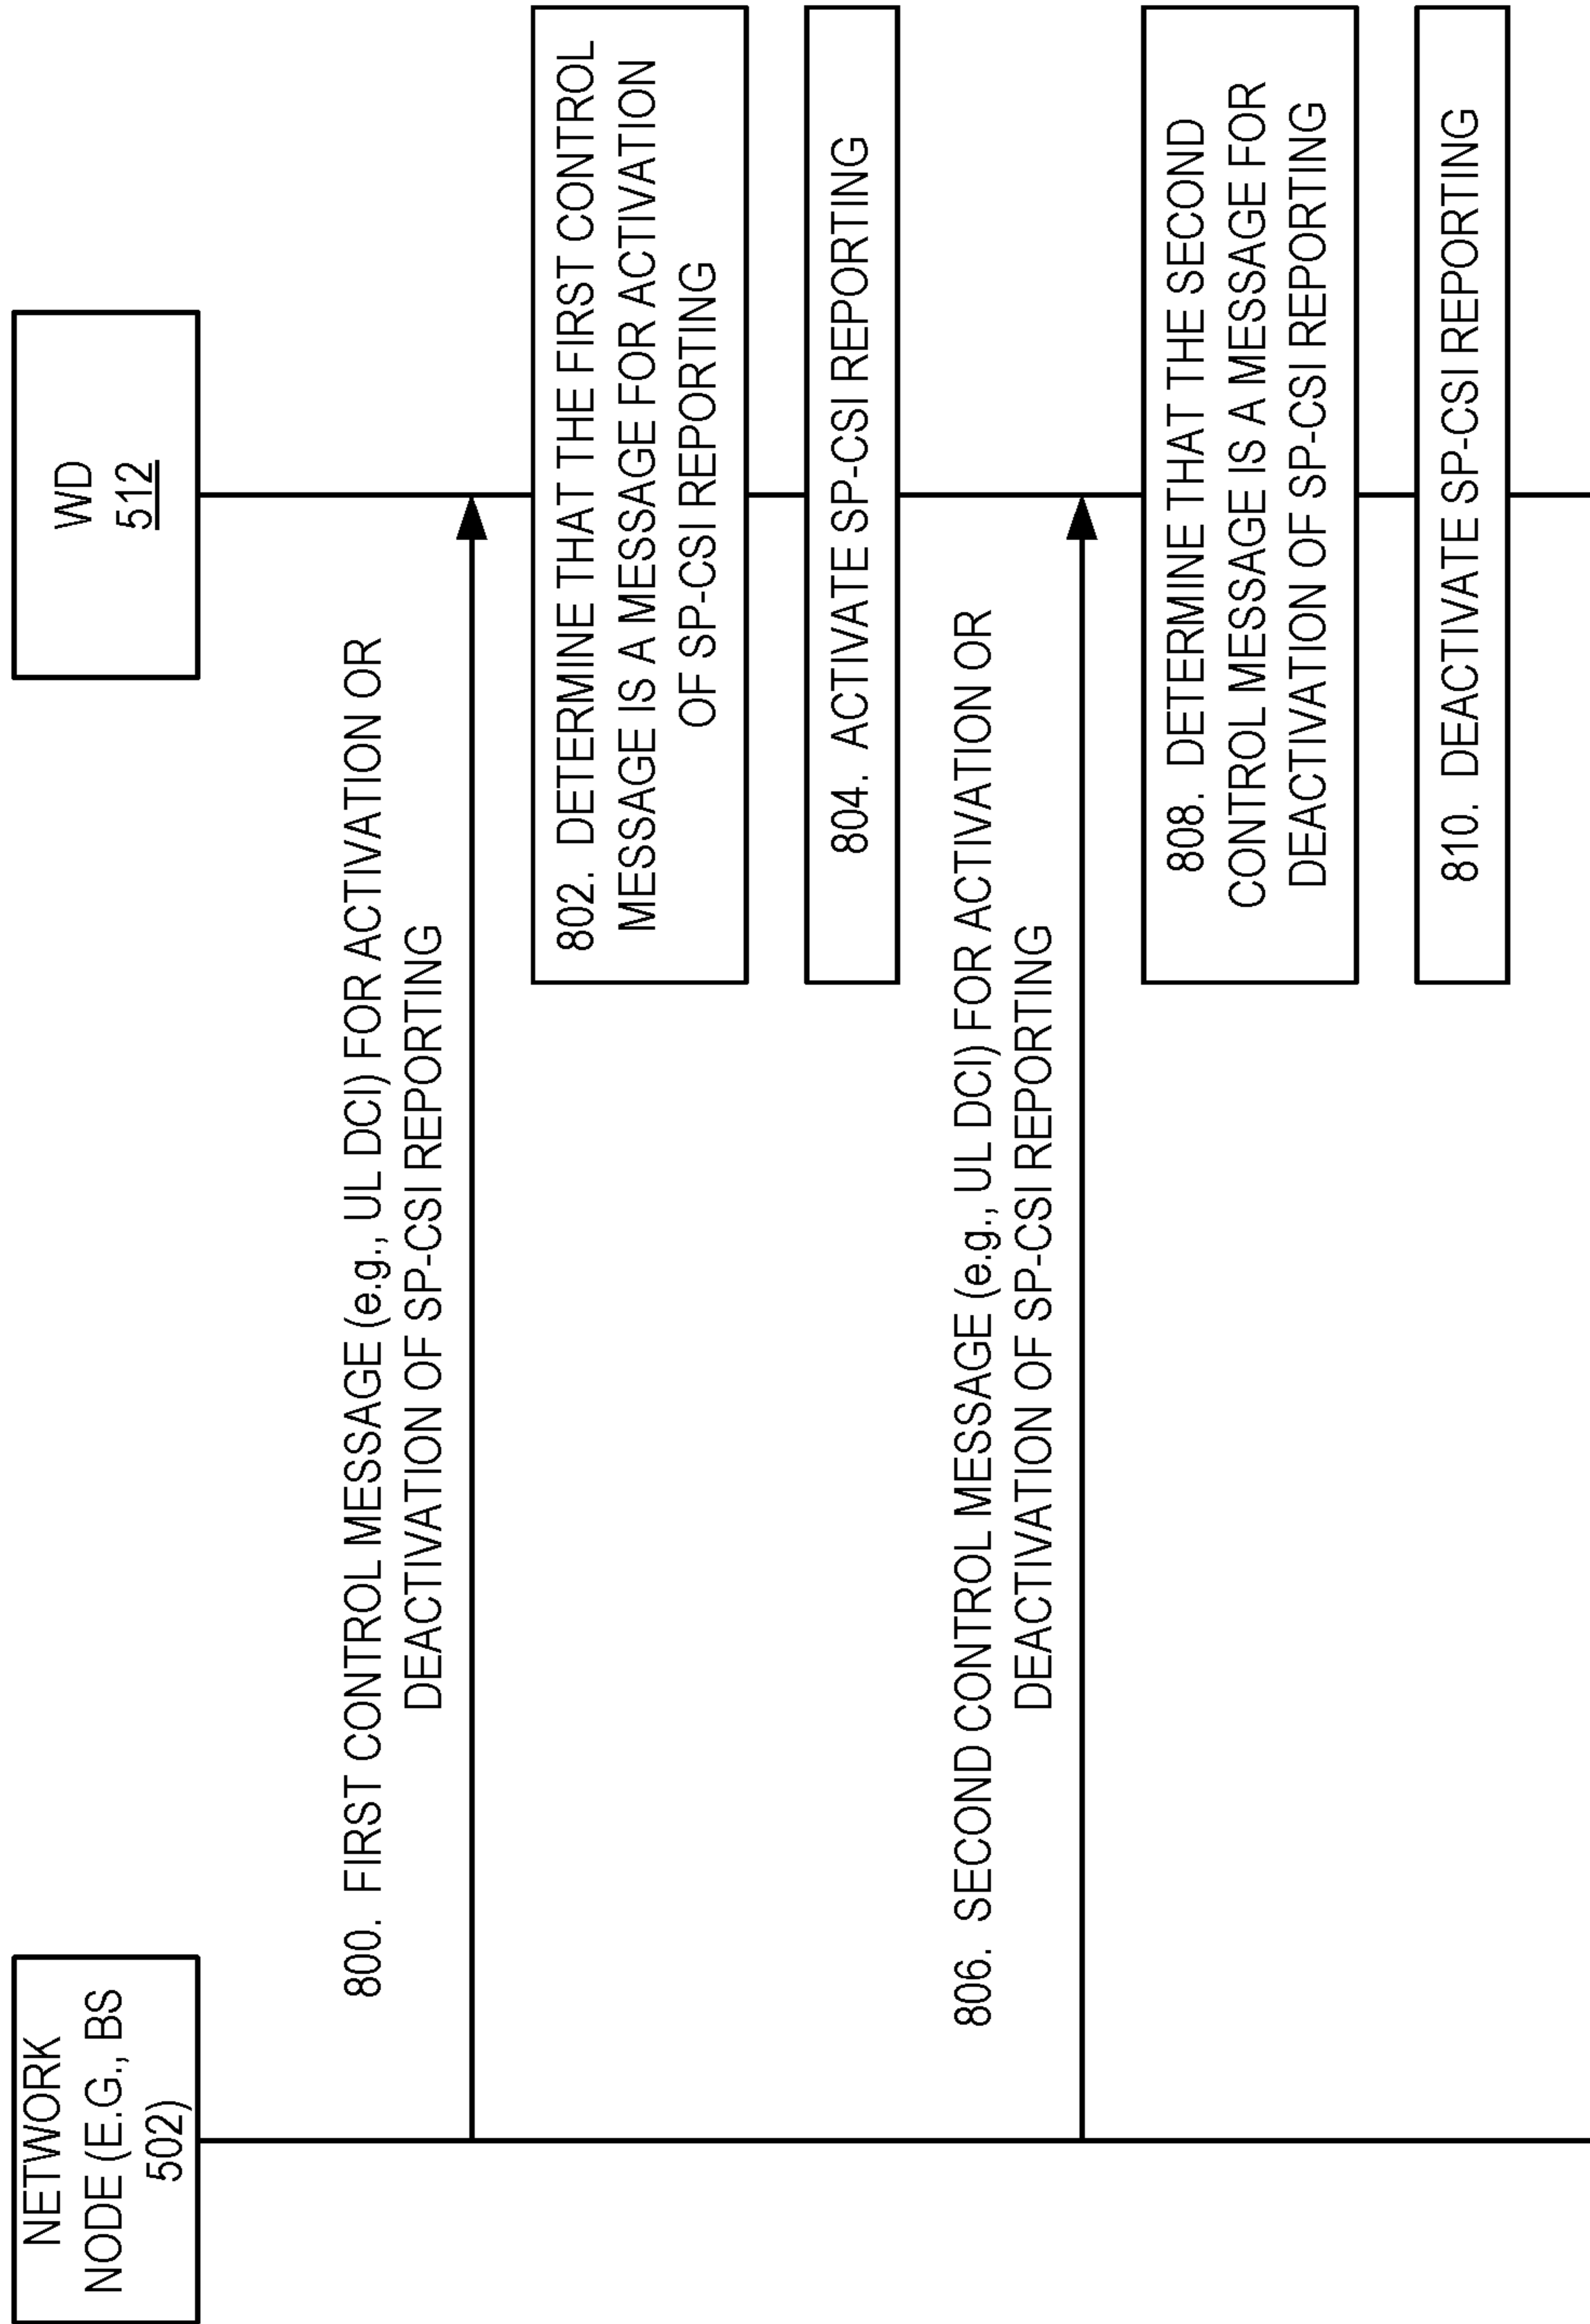 NETWORK
NODE (E.G., BS
502)
WD
512
800. FIRST CONTROL MESSAGE (e.g., UL DCI) FOR ACTIVATION OR
DEACTIVATION OF SP-CSI REPORTING
802. DETERMINE THAT THE FIRST CONTROL
MESSAGE IS A MESSAGE FOR ACTIVATION
OF SP-CSI REPORTING
804. ACTIVATE SP-CSI REPORTING
806. SECOND CONTROL MESSAGE (e.g., UL DCI) FOR ACTIVATION OR
DEACTIVATION OF SP-CSI REPORTING
808. DETERMINE THAT THE SECOND
CONTROL MESSAGE IS A MESSAGE FOR
DEACTIVATION OF SP-CSI REPORTING
810. DEACTIVATE SP-CSI REPORTING